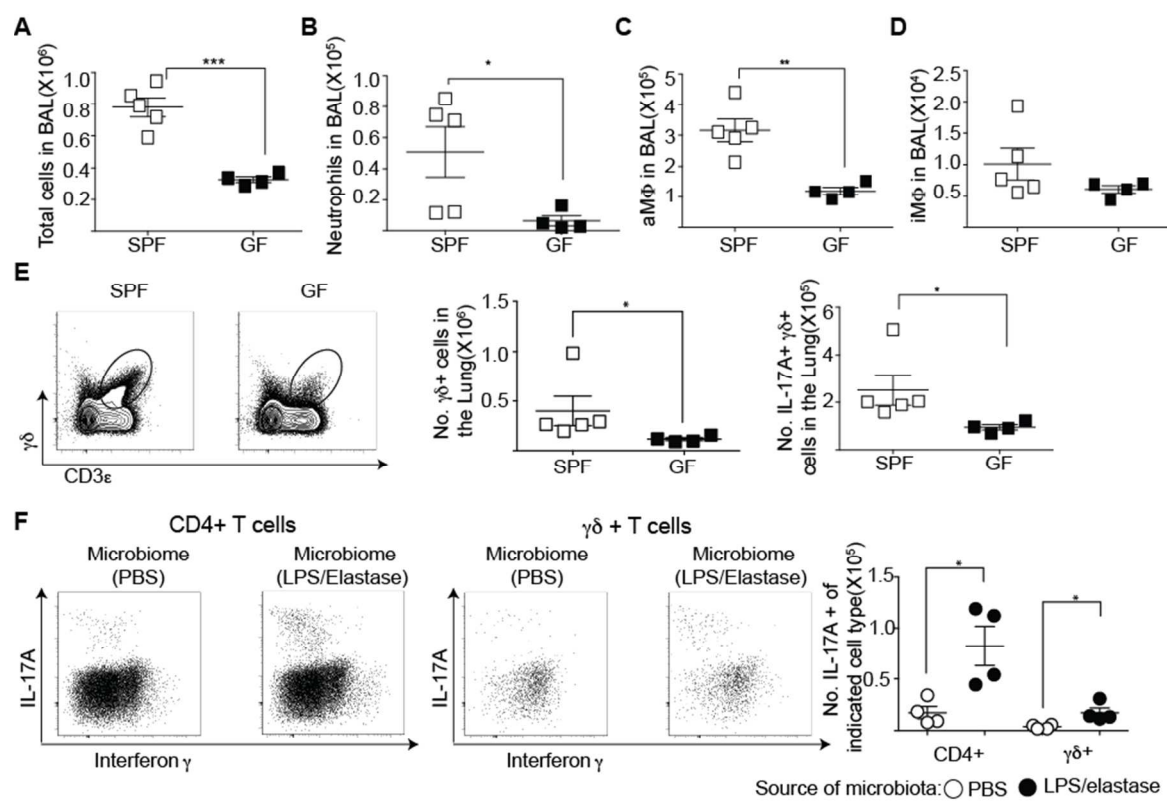 A
Total cells in BAL(X10⁶)
1.0
0.8
0.6
0.4
0.2
***
SPF
GF
B
Neutrophils in BAL(X10⁵)
1.0
0.8
0.6
0.4
0.2
*
SPF
GF
C
aMΦ in BAL(X10⁵)
5
4
3
2
1
**
SPF
GF
D
iMΦ in BAL(X10⁴)
2.5
2.0
1.5
1.0
0.5
SPF
GF
E
SPF
GF
γδ
CD3ε
No. γδ+ cells in
the Lung(X10⁶)
1.5
1.0
0.5
*
SPF
GF
No. IL-17A+ γδ+
cells in the Lung(X10⁵)
6
4
2
*
SPF
GF
F
CD4+ T cells
Microbiome
(PBS)
Microbiome
(LPS/Elastase)
IL-17A
Interferon γ
γδ + T cells
Microbiome
(PBS)
Microbiome
(LPS/Elastase)
IL-17A
Interferon γ
No. IL-17A + of
indicated cell type(X10⁵)
1.5
1.0
0.5
*
*
CD4+
γδ+
Source of microbiota: PBS LPS/elastase